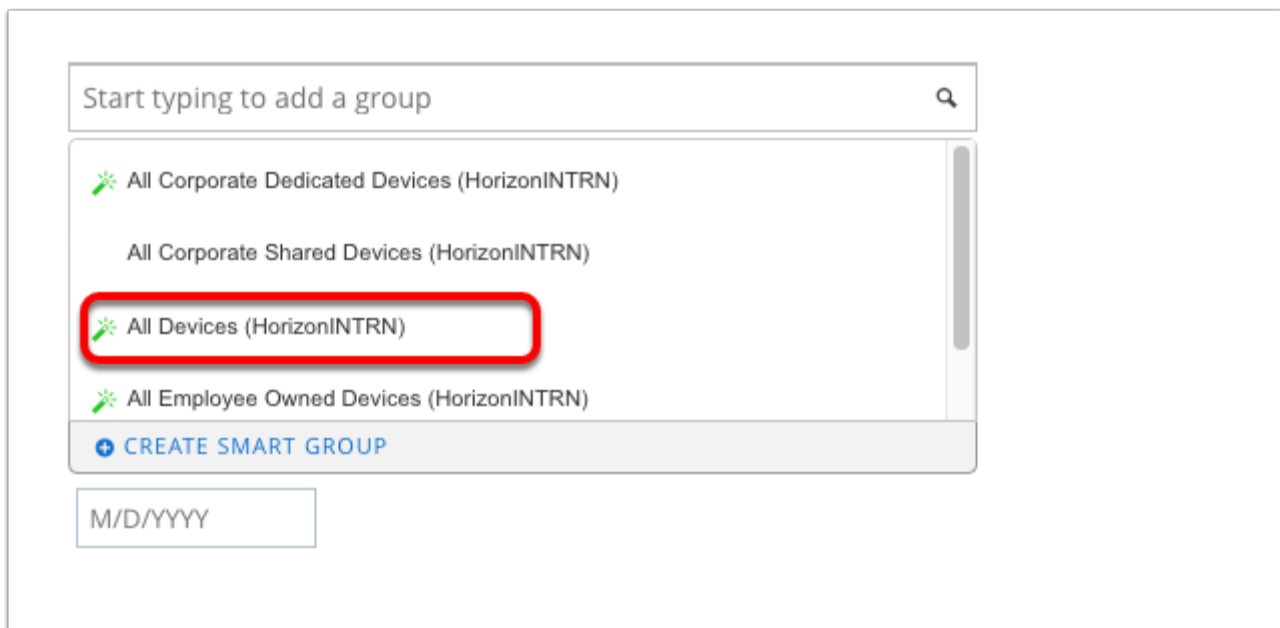 Start typing to add a group
All Corporate Dedicated Devices (HorizonINTRN)
All Corporate Shared Devices (HorizonINTRN)
All Devices (HorizonINTRN)
All Employee Owned Devices (HorizonINTRN)
CREATE SMART GROUP
M/D/YYYY